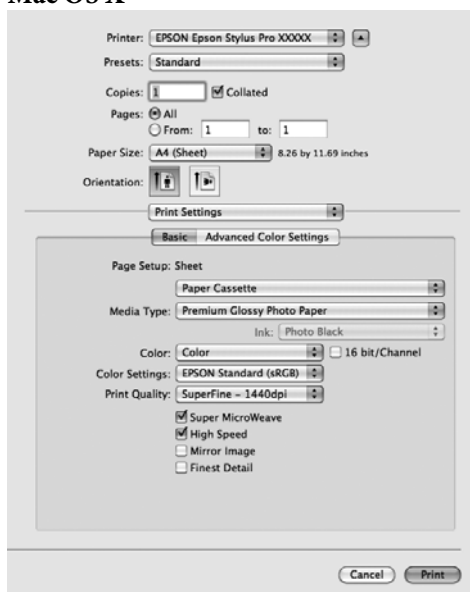 Mac OS X
Printer: EPSON Epson Stylus Pro XXXXX
Presets: Standard
Copies: 1 Collated
Pages: All
From: 1 to: 1
Paper Size: A4 (Sheet) 8.26 by 11.69 inches
Orientation:
Print Settings
Basic Advanced Color Settings
Page Setup: Sheet
Paper Cassette
Media Type: Premium Glossy Photo Paper
Ink: Photo Black
Color: Color 16 bit/Channel
Color Settings: EPSON Standard (sRGB)
Print Quality: SuperFine – 1440dpi
Super MicroWeave
High Speed
Mirror Image
Finest Detail
Cancel Print